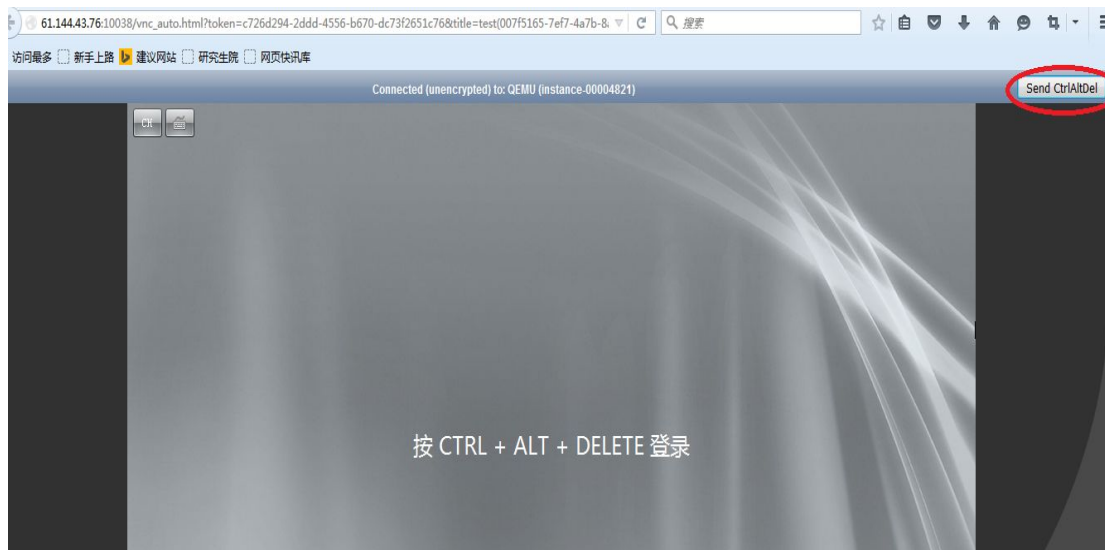 61.144.43.76:10038/vnc_auto.html?token=c726d294-2ddd-4556-b670-dc73f2651c76&title=test(007f5165-7ef7-4a7b-8 搜索
访问最多 新手上路 建议网站 研究生院 网页快讯库
Connected (unencrypted) to: QEMU (instance-00004821) Send CtrlAltDel
CH
按 CTRL + ALT + DELETE 登录